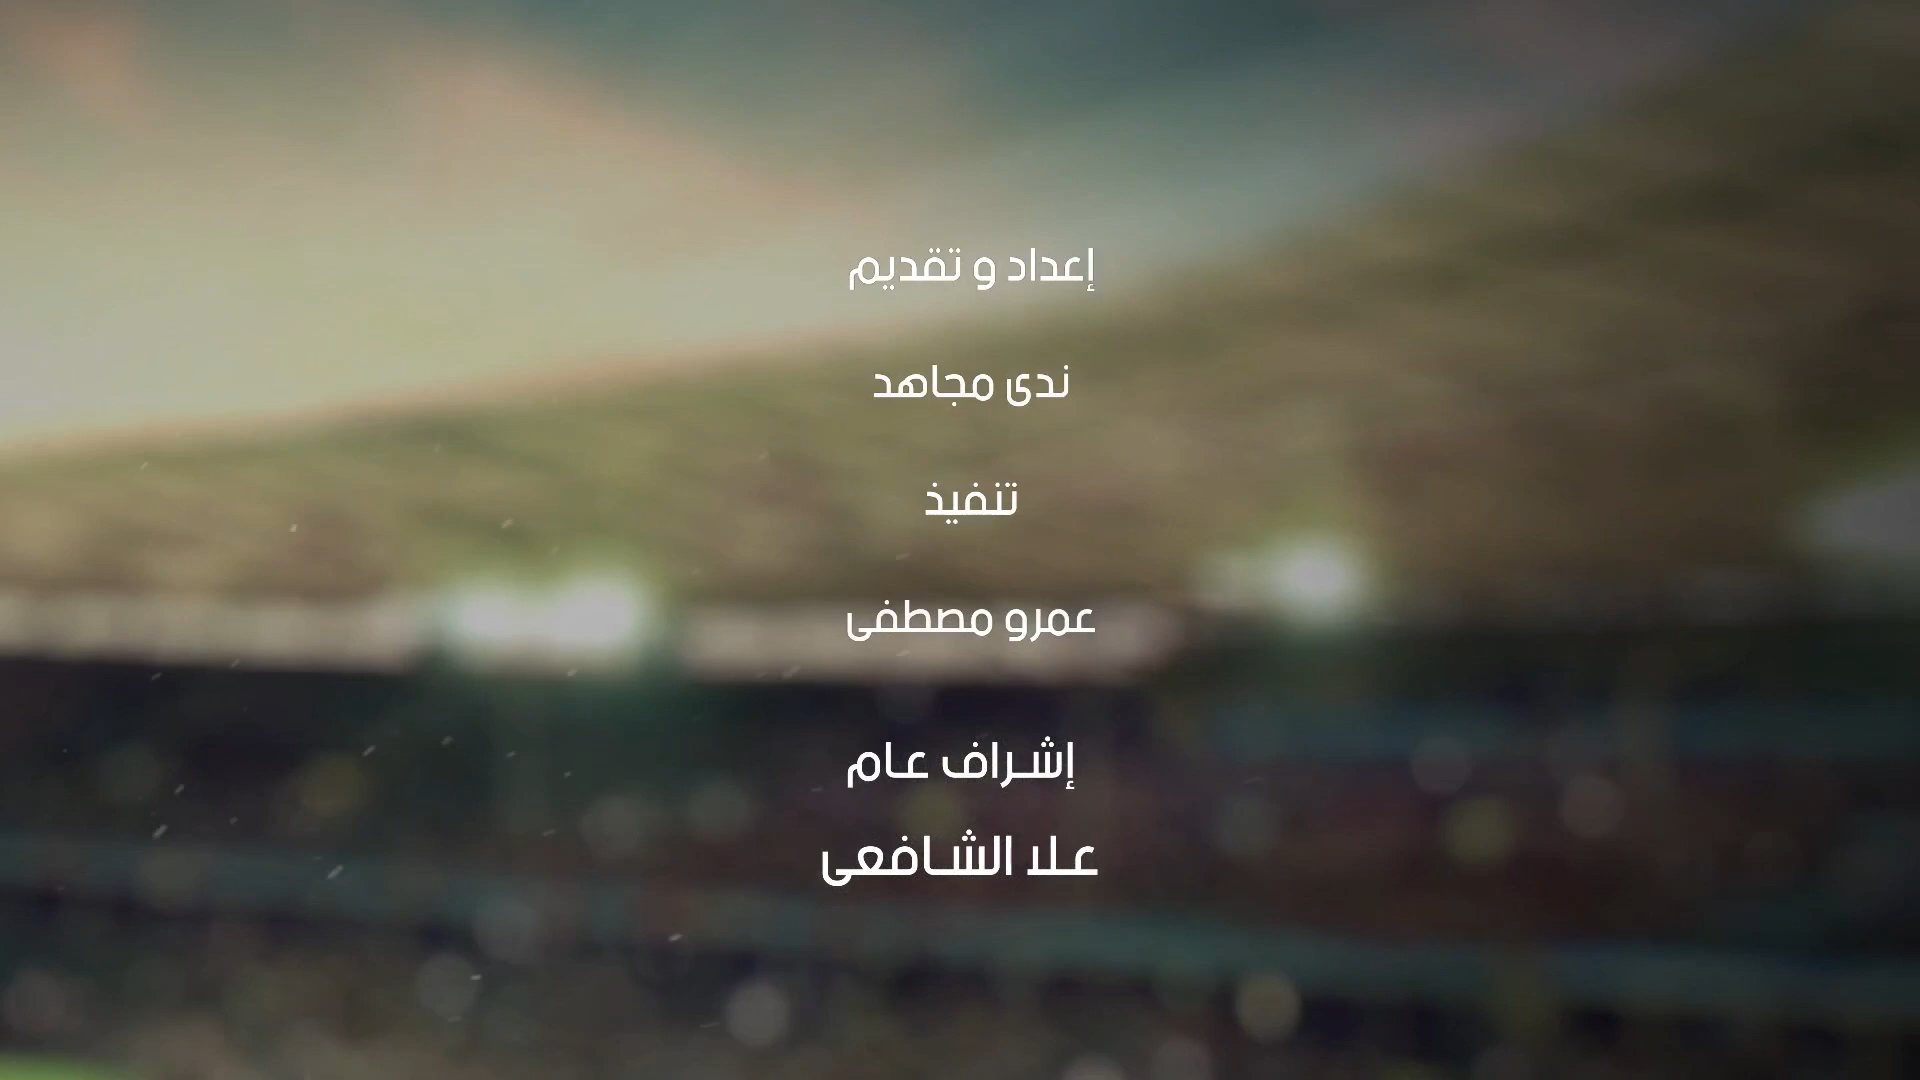 إعداد و تقديم
ندى مجاهد
تنفيذ
عمرو مصطفى
إشراف عام
علا الشافعى